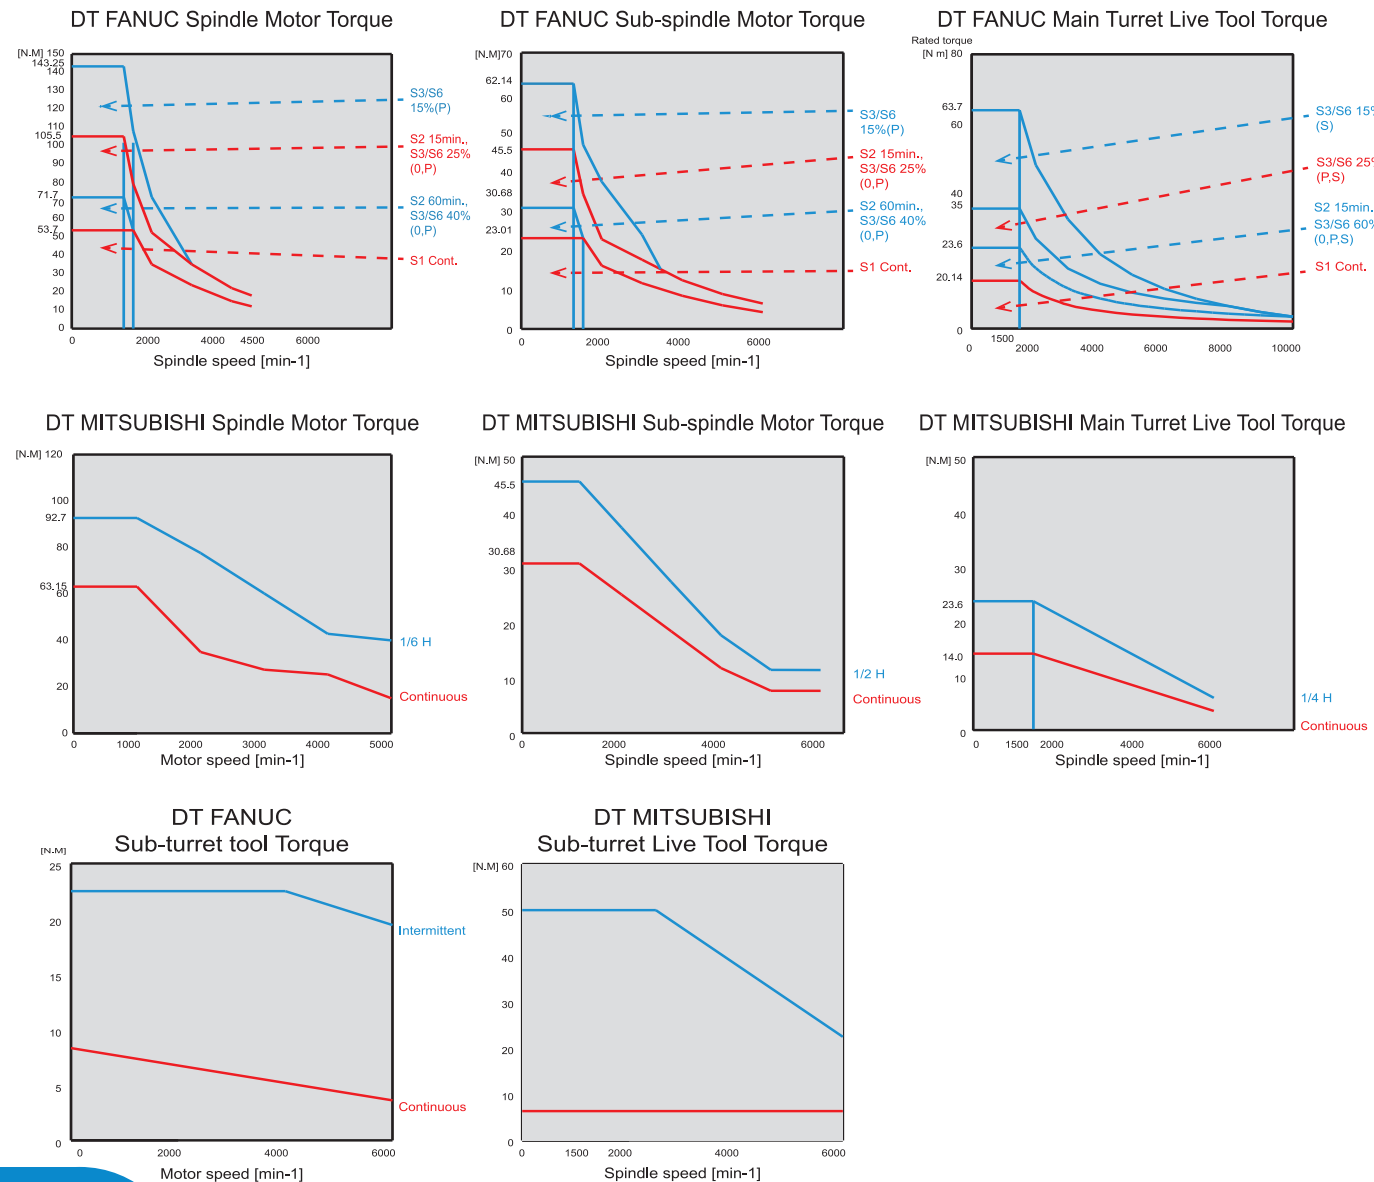 DT FANUC Spindle Motor Torque
[N.M] 150
143.25
140
130
120
110
105.5
100
90
80
71.7
70
60
53.7
50
40
30
20
10
0
0 2000 4000 4500 6000
Spindle speed [min-1]
S3/S6
15%(P)
S2 15min.,
S3/S6 25%
(0,P)
S2 60min.,
S3/S6 40%
(0,P)
S1 Cont.
DT FANUC Sub-spindle Motor Torque
[N.M]70
62.14
60
50
45.5
40
30.68
30
23.01
20
10
0
0 2000 4000 6000
Spindle speed [min-1]
S3/S6
15%(P)
S2 15min.,
S3/S6 25%
(0,P)
S2 60min.,
S3/S6 40%
(0,P)
S1 Cont.
DT FANUC Main Turret Live Tool Torque
Rated torque
[N m] 80
63.7
60
40
35
23.6
20.14
0
0 1500 2000 4000 6000 8000 10000
Spindle speed [min-1]
S3/S6 15%
(S)
S3/S6 25%
(P,S)
S2 15min.
S3/S6 60%
(0,P,S)
S1 Cont.
DT MITSUBISHI Spindle Motor Torque
[N.M] 120
100
92.7
80
63.15
60
40
20
0
0 1000 2000 3000 4000 5000
Motor speed [min-1]
1/6 H
Continuous
DT MITSUBISHI Sub-spindle Motor Torque
[N.M] 50
45.5
40
30.68
30
20
10
0
0 2000 4000 6000
Spindle speed [min-1]
1/2 H
Continuous
DT MITSUBISHI Main Turret Live Tool Torque
[N.M] 50
40
30
23.6
20
14.0
10
0
0 1500 2000 4000 6000
Spindle speed [min-1]
1/4 H
Continuous
DT FANUC
Sub-turret tool Torque
[N.M]
25
20
15
10
5
0
0 2000 4000 6000
Motor speed [min-1]
Intermittent
Continuous
DT MITSUBISHI
Sub-turret Live Tool Torque
[N.M] 60
50
40
30
20
10
0
0 1500 2000 4000 6000
Spindle speed [min-1]